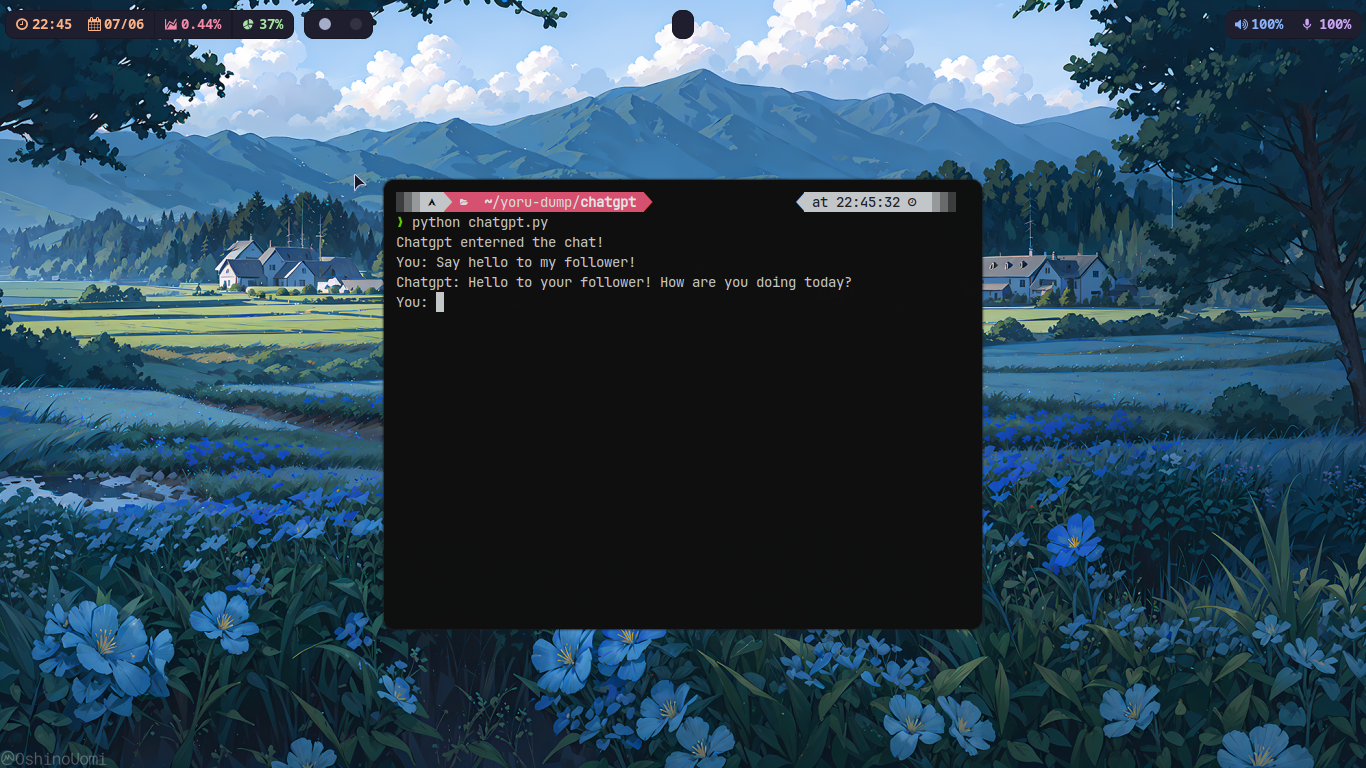 22:45 07/06 0.44% 37%
100% 100%
~/yoru-dump/chatgpt at 22:45:32
❯ python chatgpt.py
Chatgpt enterned the chat!
You: Say hello to my follower!
Chatgpt: Hello to your follower! How are you doing today?
You:
@OshinoUomi